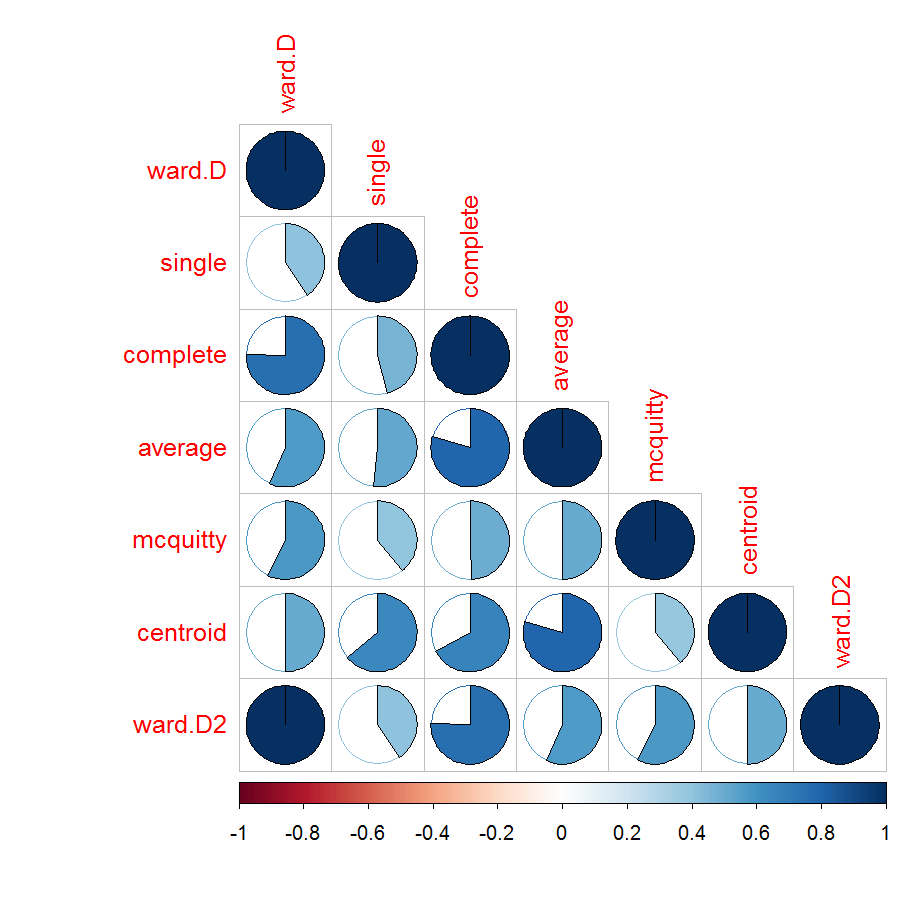 ward.D
single
complete
average
mcquitty
centroid
ward.D2
ward.D
single
complete
average
mcquitty
centroid
ward.D2
-1 -0.8 -0.6 -0.4 -0.2 0 0.2 0.4 0.6 0.8 1